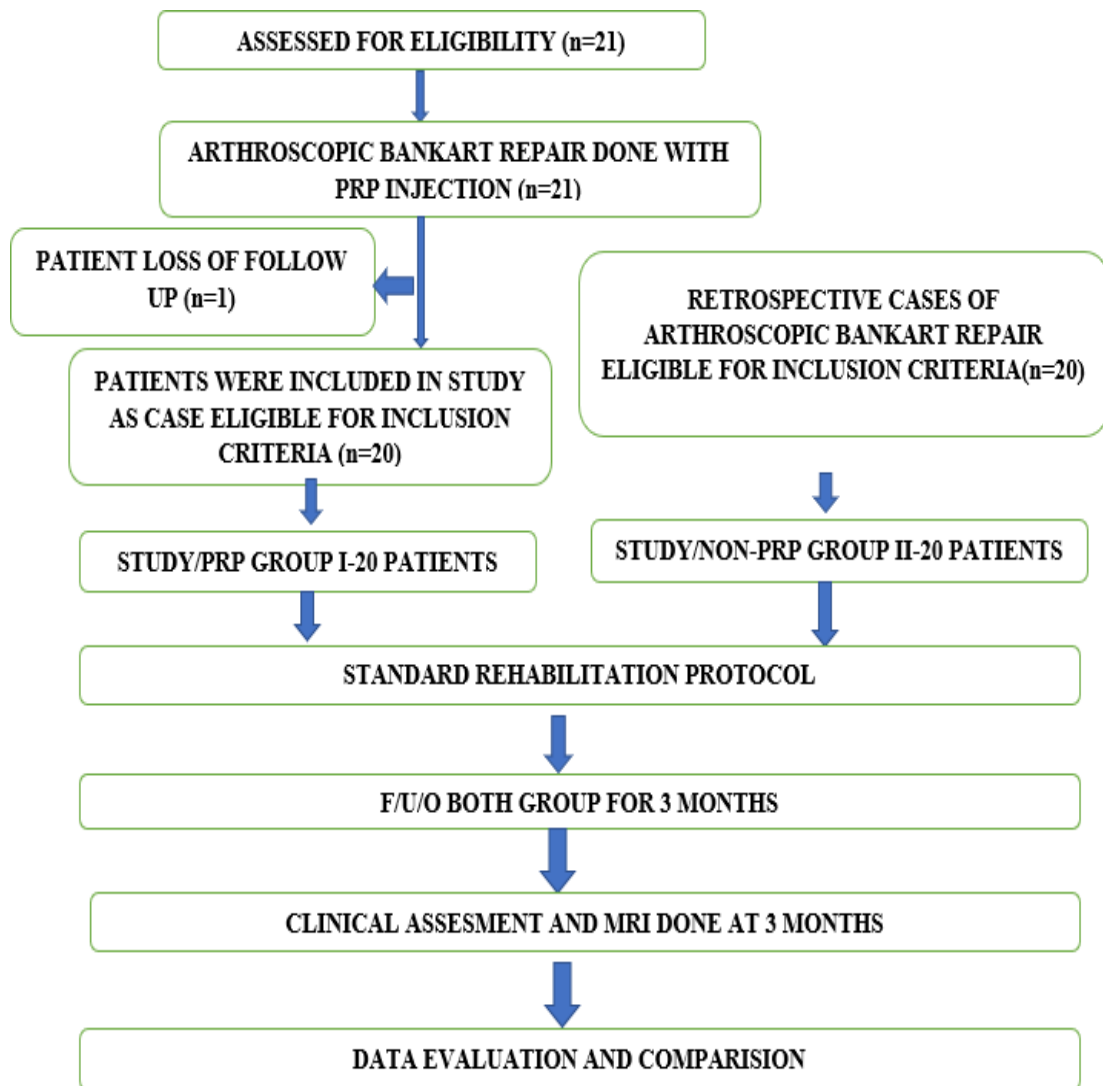 ASSESSED FOR ELIGIBILITY (n=21)
ARTHROSCOPIC BANKART REPAIR DONE WITH
PRP INJECTION (n=21)
PATIENT LOSS OF FOLLOW
UP (n=1)
RETROSPECTIVE CASES OF
ARTHROSCOPIC BANKART REPAIR
ELIGIBLE FOR INCLUSION CRITERIA(n=20)
PATIENTS WERE INCLUDED IN STUDY
AS CASE ELIGIBLE FOR INCLUSION
CRITERIA (n=20)
STUDY/PRP GROUP I-20 PATIENTS
STUDY/NON-PRP GROUP II-20 PATIENTS
STANDARD REHABILITATION PROTOCOL
F/U/O BOTH GROUP FOR 3 MONTHS
CLINICAL ASSESMENT AND MRI DONE AT 3 MONTHS
DATA EVALUATION AND COMPARISION